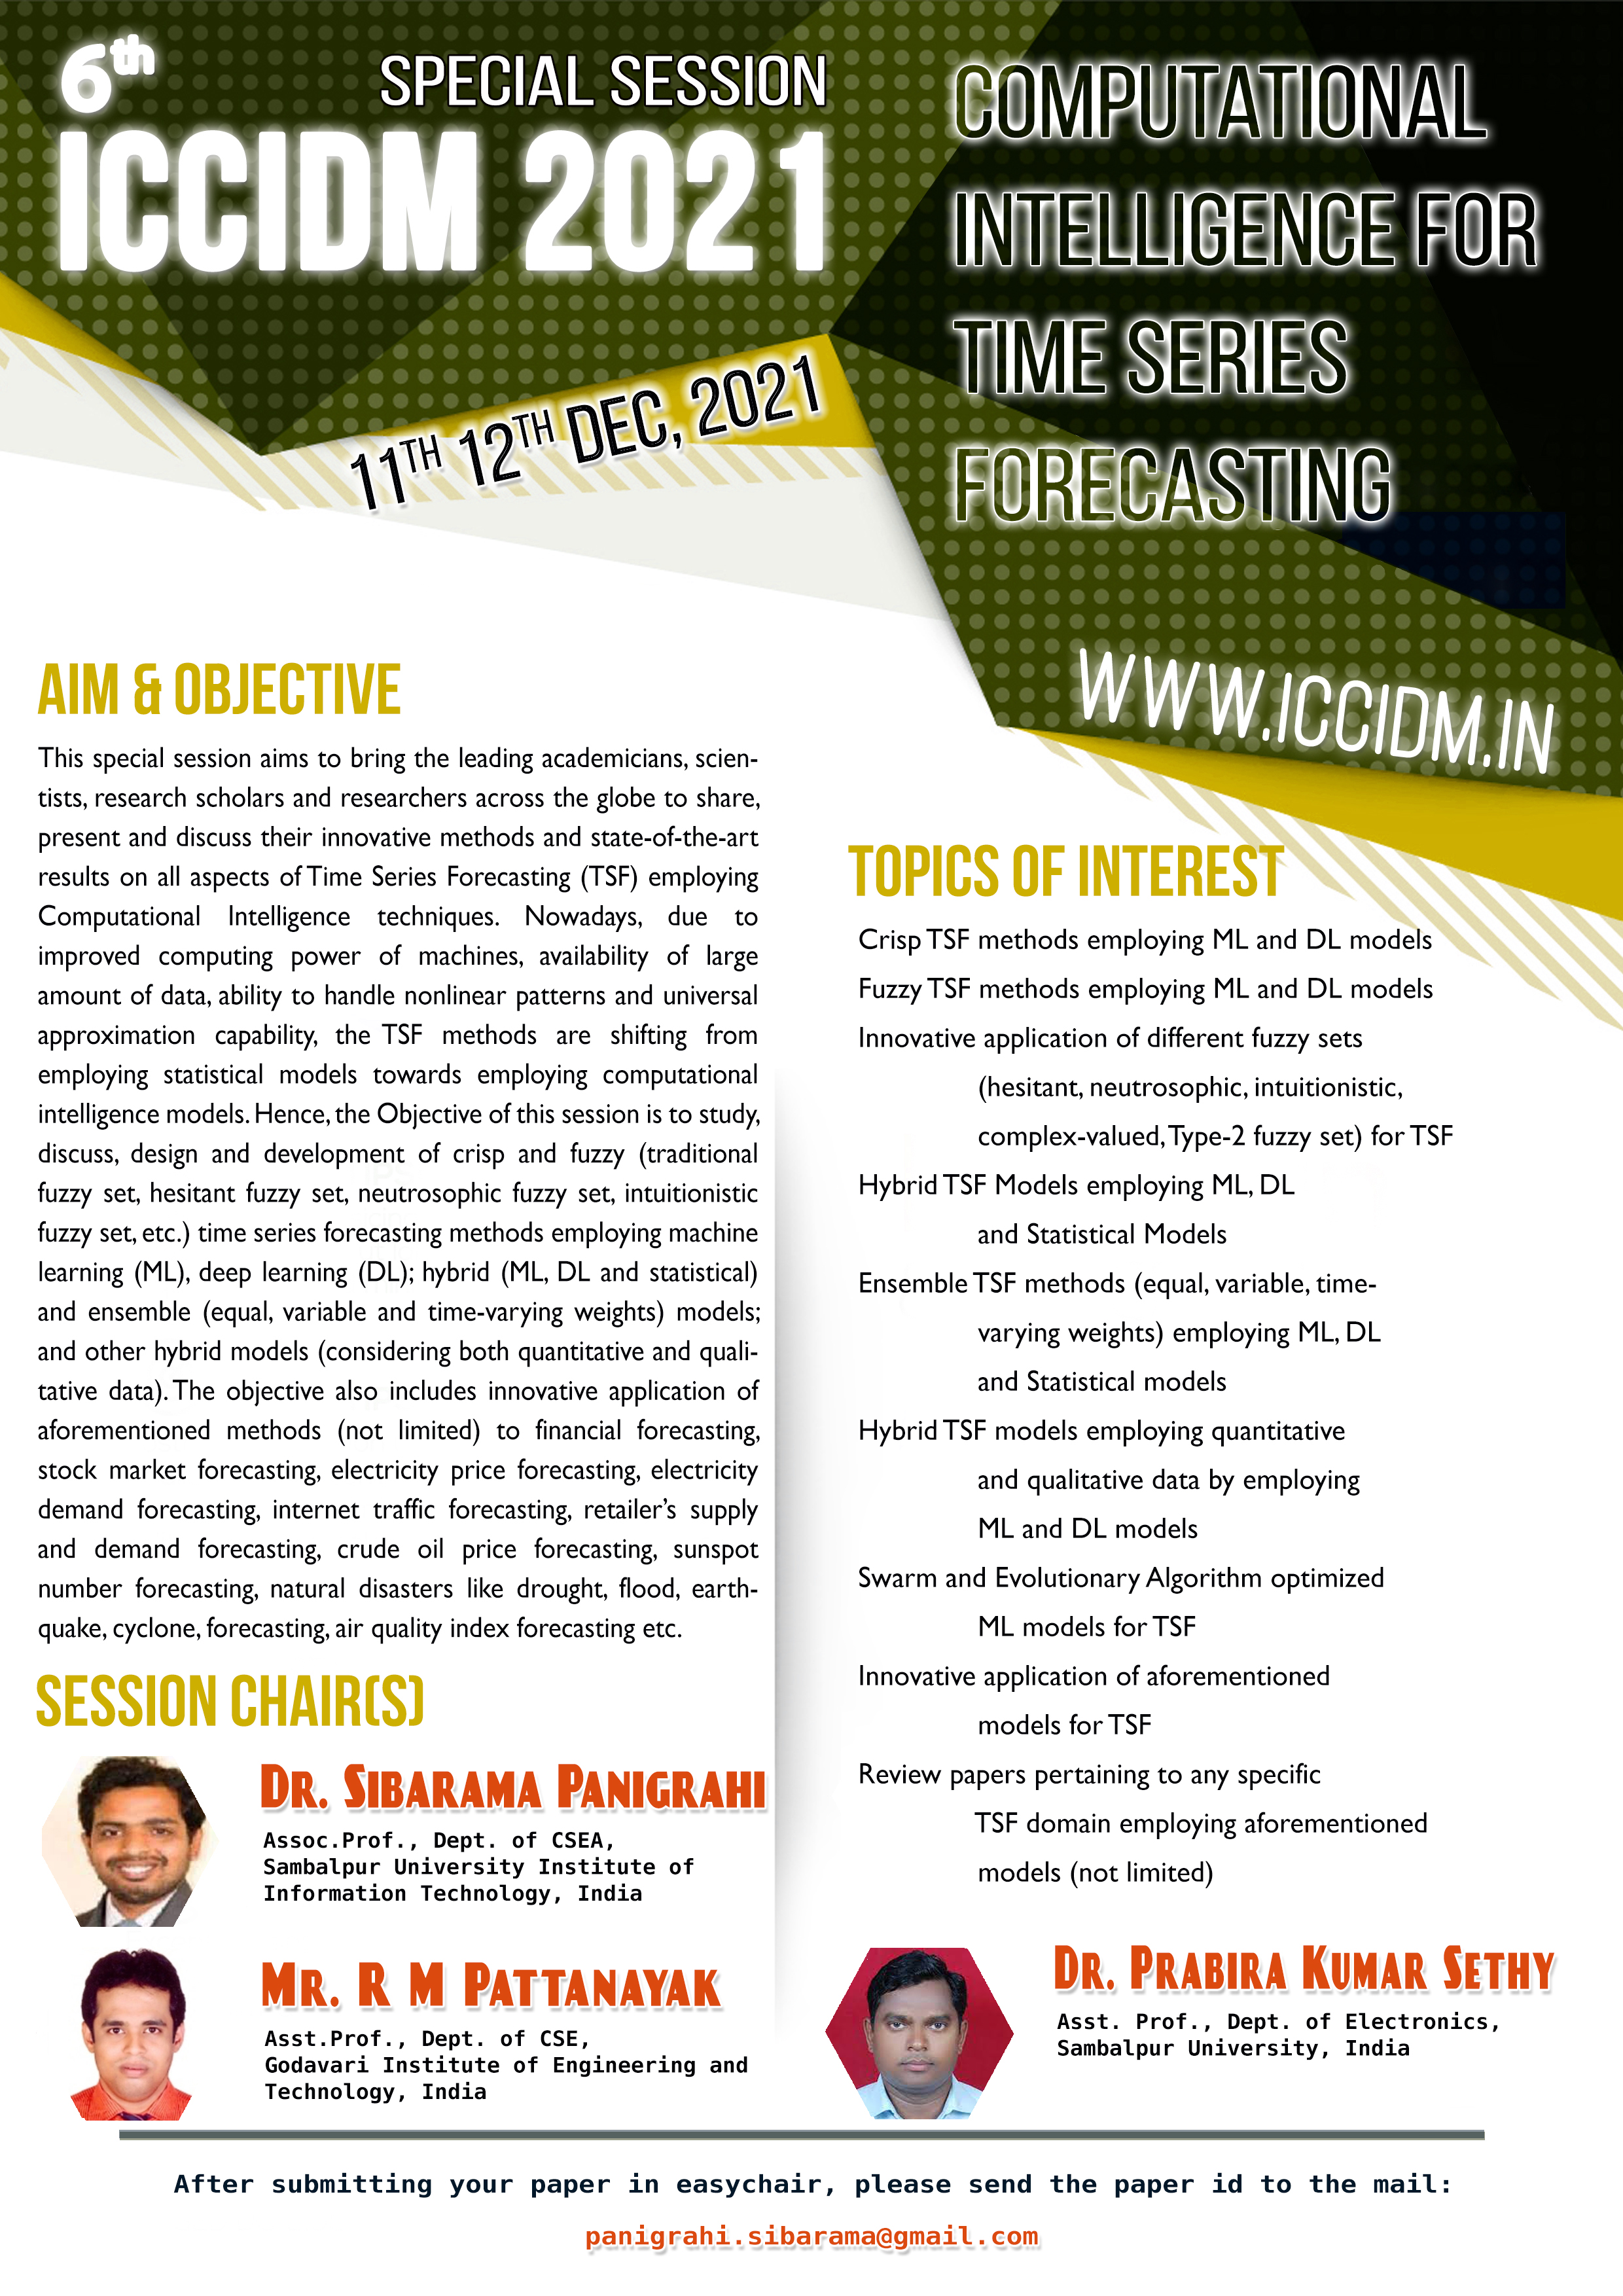 6th
SPECIAL SESSION
ICCIDM 2021
11TH 12TH DEC, 2021
COMPUTATIONAL
INTELLIGENCE FOR
TIME SERIES
FORECASTING
WWW.ICCIDM.IN
AIM & OBJECTIVE
This special session aims to bring the leading academicians, scien-
tists, research scholars and researchers across the globe to share,
present and discuss their innovative methods and state-of-the-art
results on all aspects of Time Series Forecasting (TSF) employing
Computational Intelligence techniques. Nowadays, due to
improved computing power of machines, availability of large
amount of data, ability to handle nonlinear patterns and universal
approximation capability, the TSF methods are shifting from
employing statistical models towards employing computational
intelligence models. Hence, the Objective of this session is to study,
discuss, design and development of crisp and fuzzy (traditional
fuzzy set, hesitant fuzzy set, neutrosophic fuzzy set, intuitionistic
fuzzy set, etc.) time series forecasting methods employing machine
learning (ML), deep learning (DL); hybrid (ML, DL and statistical)
and ensemble (equal, variable and time-varying weights) models;
and other hybrid models (considering both quantitative and quali-
tative data). The objective also includes innovative application of
aforementioned methods (not limited) to financial forecasting,
stock market forecasting, electricity price forecasting, electricity
demand forecasting, internet traffic forecasting, retailer's supply
and demand forecasting, crude oil price forecasting, sunspot
number forecasting, natural disasters like drought, flood, earth-
quake, cyclone, forecasting, air quality index forecasting etc.
TOPICS OF INTEREST
Crisp TSF methods employing ML and DL models
Fuzzy TSF methods employing ML and DL models
Innovative application of different fuzzy sets
(hesitant, neutrosophic, intuitionistic,
complex-valued, Type-2 fuzzy set) for TSF
Hybrid TSF Models employing ML, DL
and Statistical Models
Ensemble TSF methods (equal, variable, time-
varying weights) employing ML, DL
and Statistical models
Hybrid TSF models employing quantitative
and qualitative data by employing
ML and DL models
Swarm and Evolutionary Algorithm optimized
ML models for TSF
Innovative application of aforementioned
models for TSF
Review papers pertaining to any specific
TSF domain employing aforementioned
models (not limited)
SESSION CHAIR(S)
DR. SIBARAMA PANIGRAHI
Assoc.Prof., Dept. of CSEA,
Sambalpur University Institute of
Information Technology, India
MR. R M PATTANAYAK
Asst.Prof., Dept. of CSE,
Godavari Institute of Engineering and
Technology, India
DR. PRABIRA KUMAR SETHY
Asst. Prof., Dept. of Electronics,
Sambalpur University, India
After submitting your paper in easychair, please send the paper id to the mail:
panigrahi.sibarama@gmail.com